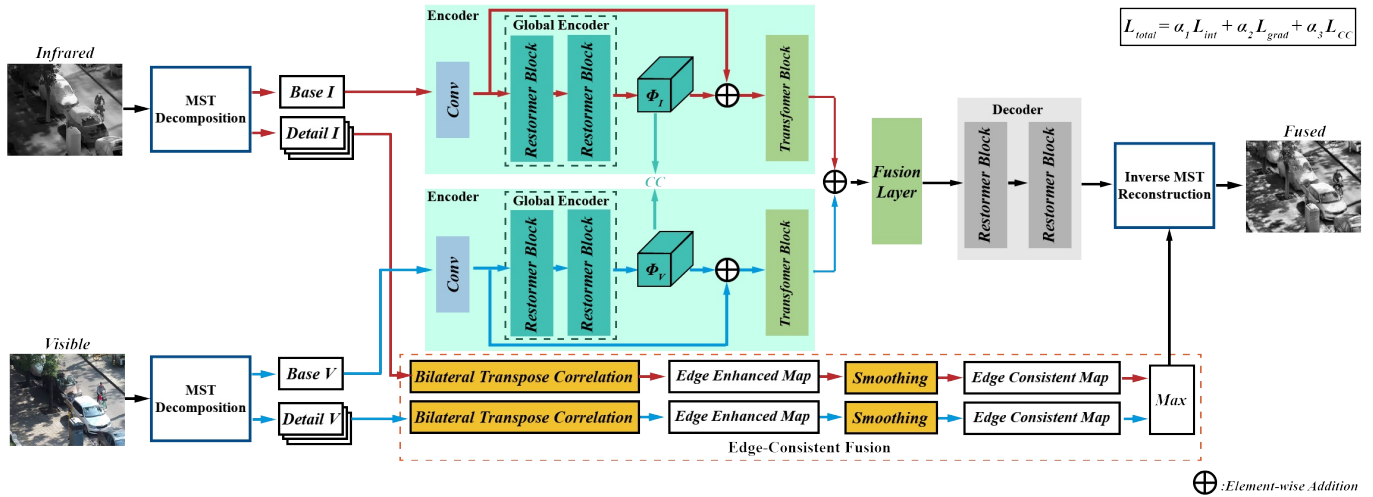 Encoder
L_total = α_1 L_int + α_2 L_grad + α_3 L_CC
Infrared
MST
Decomposition
Base I
Detail I
Conv
Global Encoder
Restormer Block
Restormer Block
Φ_I
Transfomer Block
CC
Encoder
Conv
Global Encoder
Restormer Block
Restormer Block
Φ_V
Transfomer Block
Fusion
Layer
Decoder
Restormer Block
Restormer Block
Inverse MST
Reconstruction
Fused
Visible
MST
Decomposition
Base V
Detail V
Bilateral Transpose Correlation
Edge Enhanced Map
Smoothing
Edge Consistent Map
Bilateral Transpose Correlation
Edge Enhanced Map
Smoothing
Edge Consistent Map
Max
Edge-Consistent Fusion
:Element-wise Addition